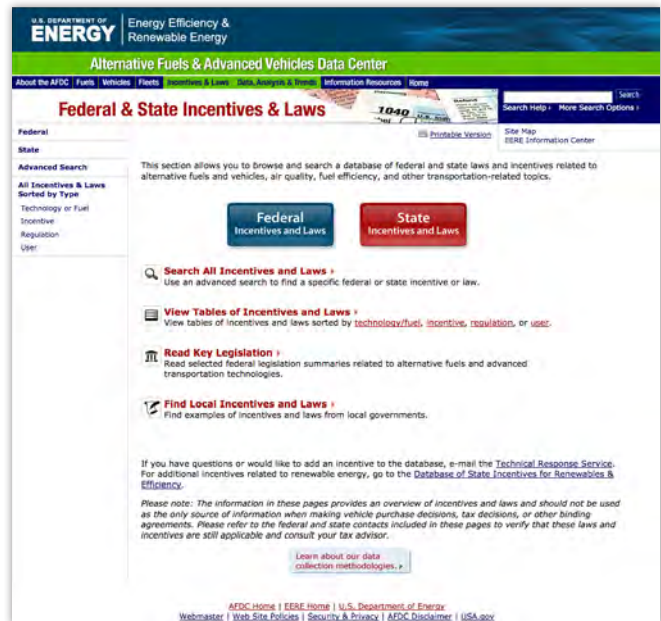 U.S. DEPARTMENT OF
ENERGY
Energy Efficiency &
Renewable Energy
Alternative Fuels & Advanced Vehicles Data Center
About the AFDC Fuels Vehicles Fleets Incentives & Laws Data, Analysis & Trends Information Resources Home
Federal & State Incentives & Laws
1040
Search
Search Help More Search Options
Printable Version
Site Map
EERE Information Center
Federal
State
Advanced Search
All Incentives & Laws
Sorted by Type
Technology or Fuel
Incentive
Regulation
User
This section allows you to browse and search a database of federal and state laws and incentives related to
alternative fuels and vehicles, air quality, fuel efficiency, and other transportation-related topics.
Federal
Incentives and Laws
State
Incentives and Laws
Search All Incentives and Laws
Use an advanced search to find a specific federal or state incentive or law.
View Tables of Incentives and Laws
View tables of incentives and laws sorted by technology/fuel, incentive, regulation, or user.
Read Key Legislation
Read selected federal legislation summaries related to alternative fuels and advanced
transportation technologies.
Find Local Incentives and Laws
Find examples of incentives and laws from local governments.
If you have questions or would like to add an incentive to the database, e-mail the Technical Response Service.
For additional incentives related to renewable energy, go to the Database of State Incentives for Renewables &
Efficiency.
Please note: The information in these pages provides an overview of incentives and laws and should not be used
as the only source of information when making vehicle purchase decisions, tax decisions, or other binding
agreements. Please refer to the federal and state contacts included in these pages to verify that these laws and
incentives are still applicable and consult your tax advisor.
Learn about our data
collection methodologies.
AFDC Home | EERE Home | U.S. Department of Energy
Webmaster | Web Site Policies | Security & Privacy | AFDC Disclaimer | USA.gov